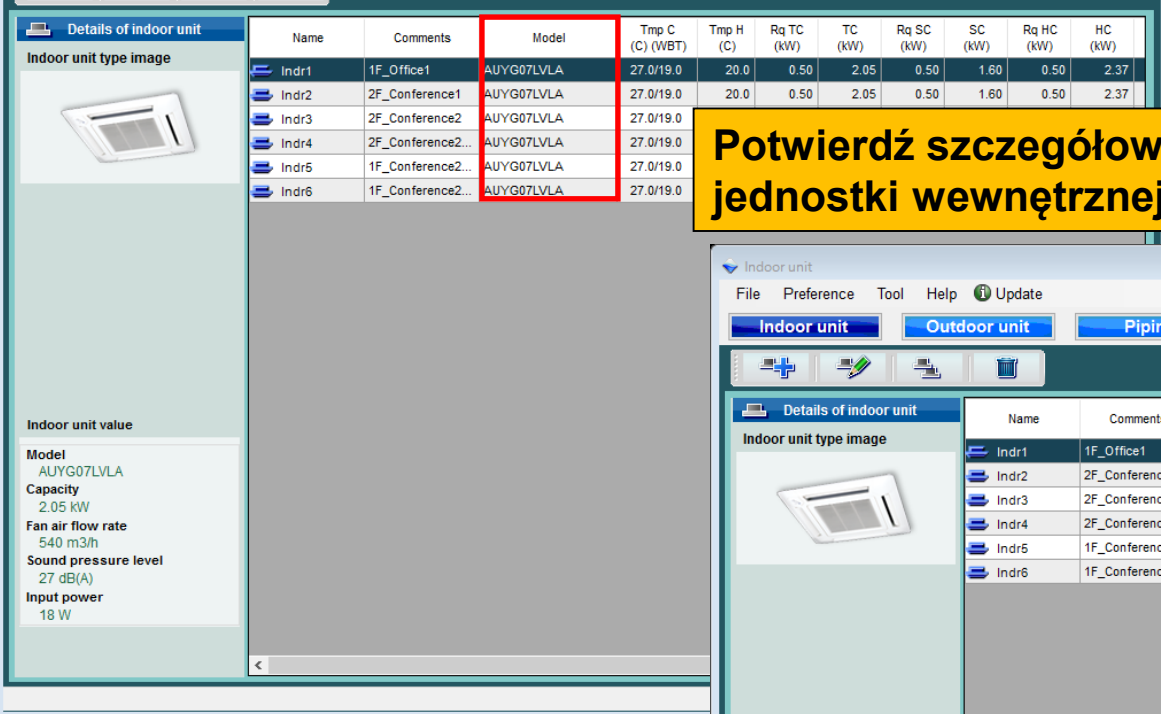 Details of indoor unit
Indoor unit type image
Name Comments Model Tmp C (C) (WBT) Tmp H (C) Rq TC (kW) TC (kW) Rq SC (kW) SC (kW) Rq HC (kW) HC (kW)
Indr1 1F_Office1 AUYG07LVLA 27.0/19.0 20.0 0.50 2.05 0.50 1.60 0.50 2.37
Indr2 2F_Conference1 AUYG07LVLA 27.0/19.0 20.0 0.50 2.05 0.50 1.60 0.50 2.37
Indr3 2F_Conference2 AUYG07LVLA 27.0/19.0
Indr4 2F_Conference2... AUYG07LVLA 27.0/19.0
Indr5 1F_Conference2... AUYG07LVLA 27.0/19.0
Indr6 1F_Conference2... AUYG07LVLA 27.0/19.0
Potwierdź szczegółow
jednostki wewnętrznej
Indoor unit value
Model
AUYG07LVLA
Capacity
2.05 kW
Fan air flow rate
540 m3/h
Sound pressure level
27 dB(A)
Input power
18 W
Indoor unit
File Preference Tool Help Update
Indoor unit Outdoor unit Pipin
Details of indoor unit
Indoor unit type image
Name Comments
Indr1 1F_Office1
Indr2 2F_Conferenc
Indr3 2F_Conferenc
Indr4 2F_Conferenc
Indr5 1F_Conferenc
Indr6 1F_Conferenc